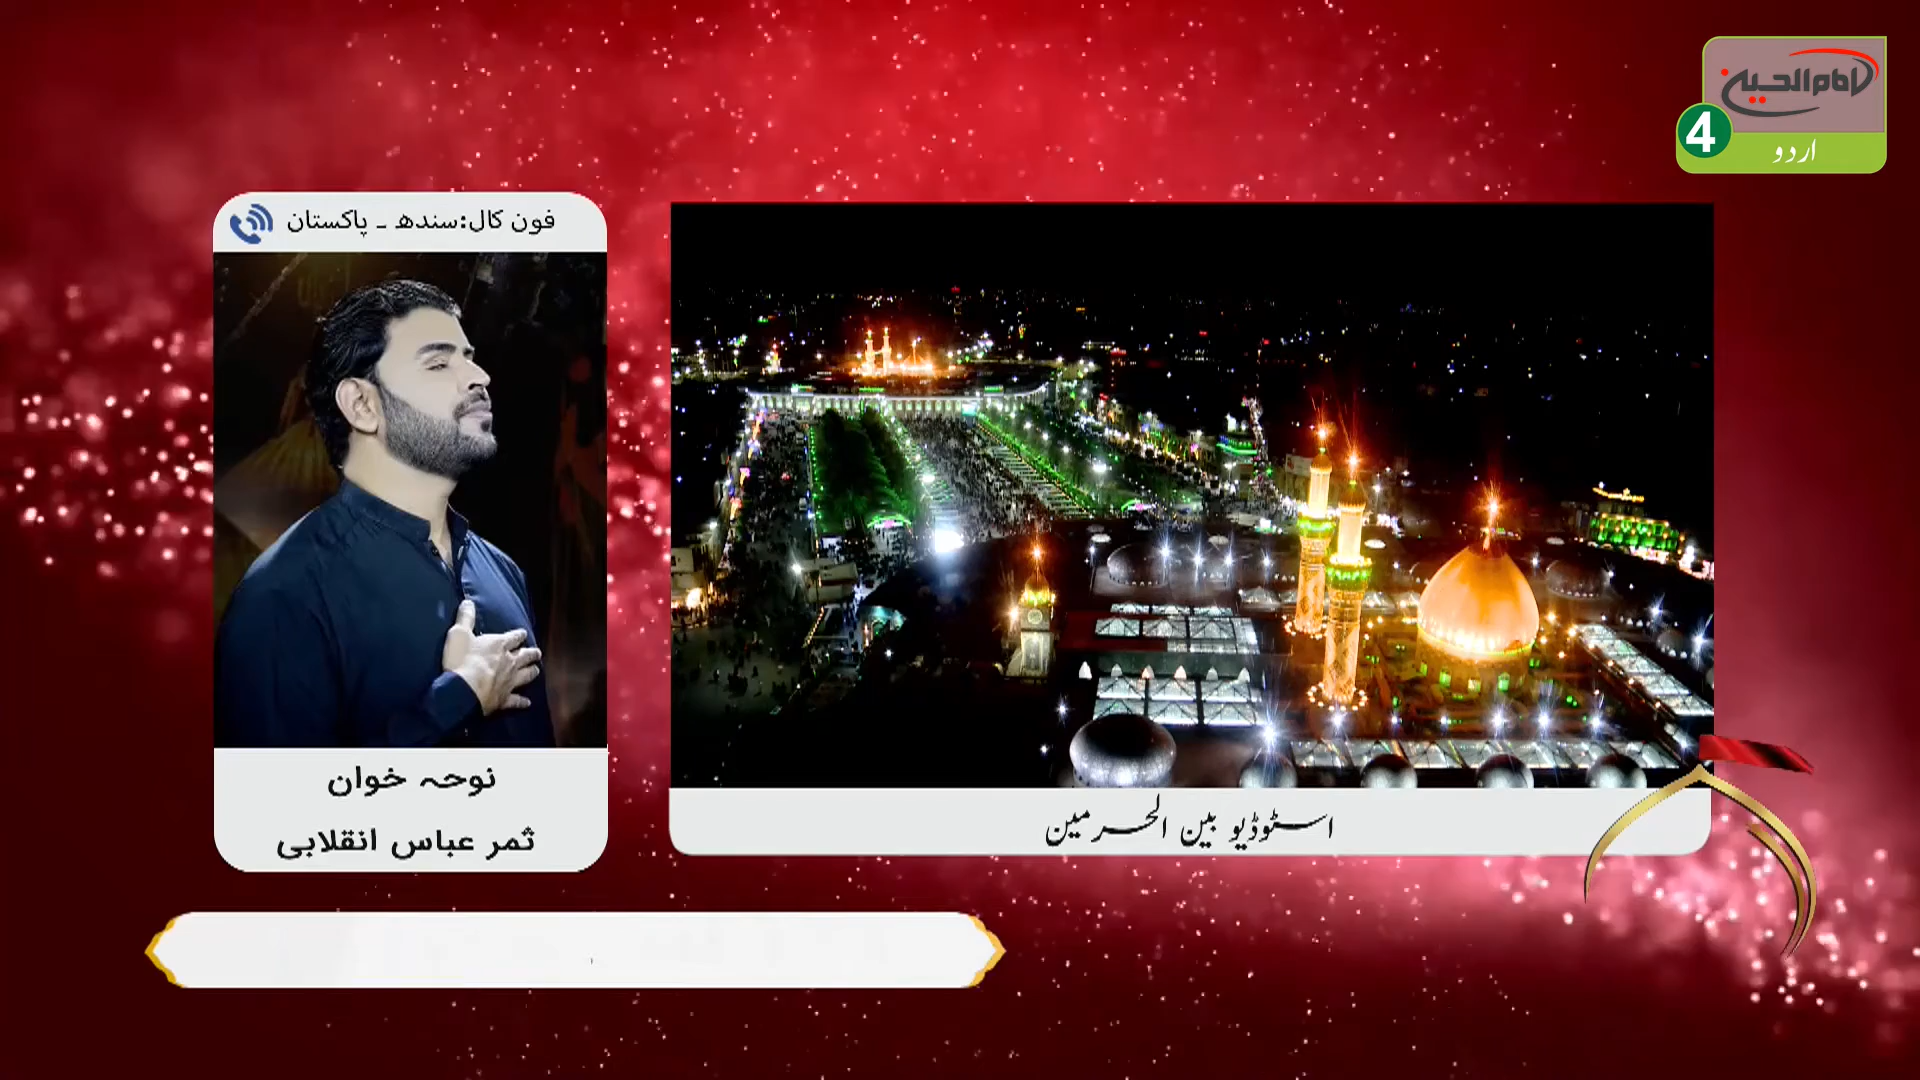 امام الحسین
4
اردو
فون کال:سندھ ـ پاکستان
نوحہ خوان
ثمر عباس انقلابی
اسٹوڈیو بین الحرمین